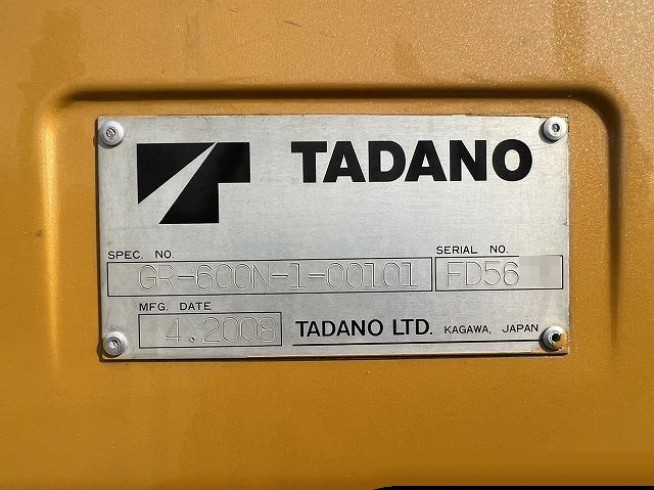 TADANO
SPEC. NO. SERIAL NO.
GR-600N-1-00101 FD56
MFG. DATE
4.2008 TADANO LTD. KAGAWA, JAPAN